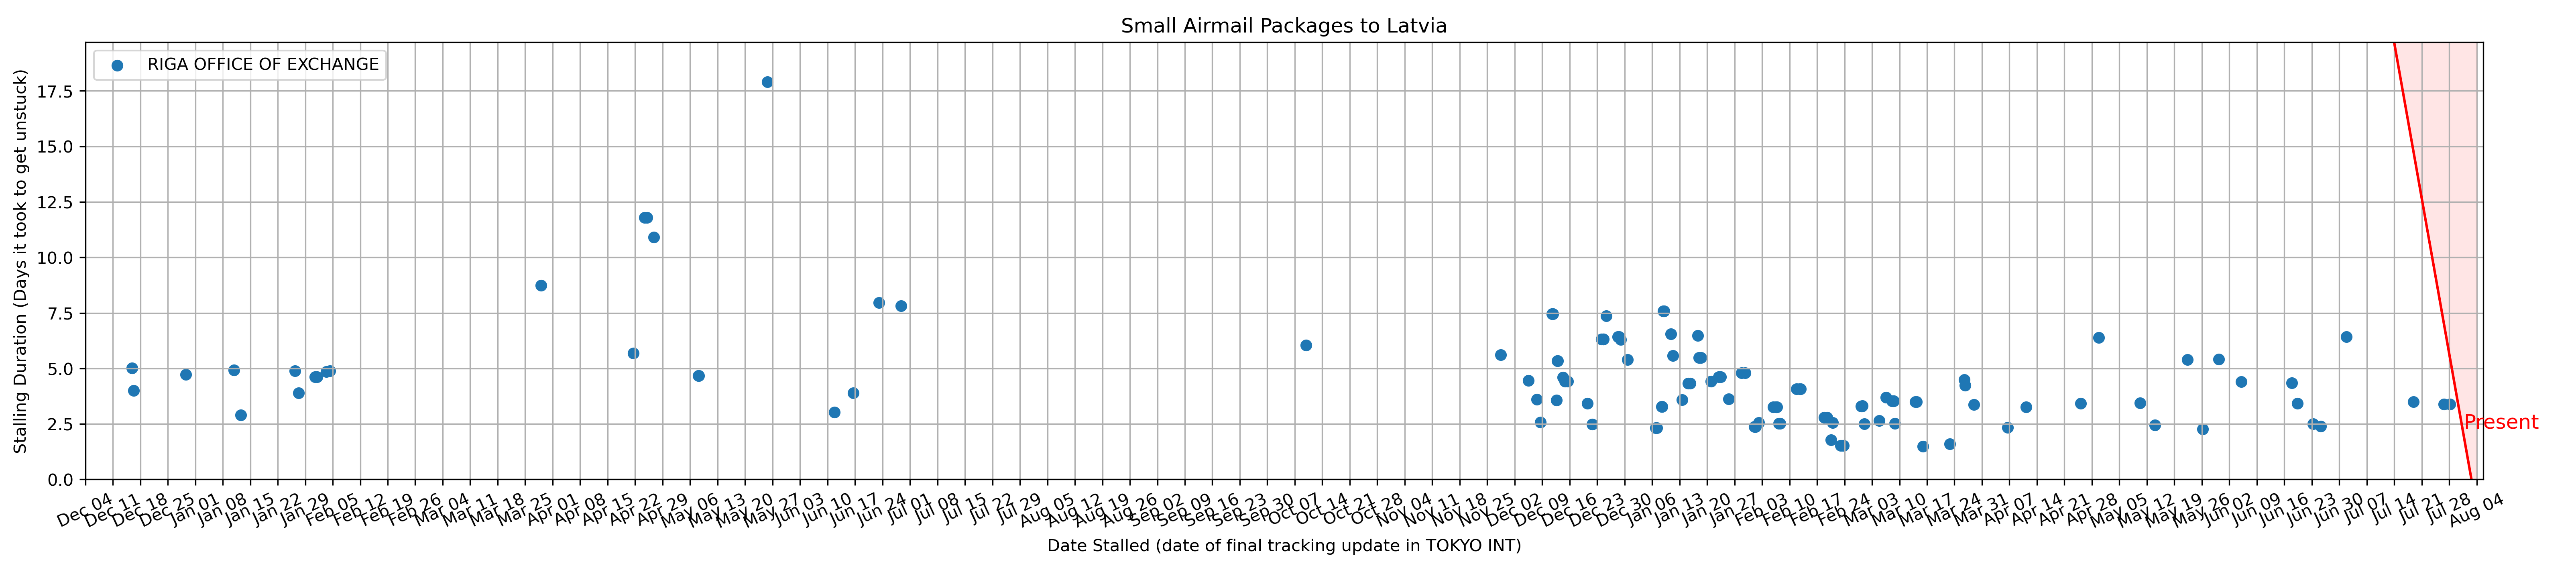 Small Airmail Packages to Latvia
RIGA OFFICE OF EXCHANGE
Stalling Duration (Days it took to get unstuck)
17.5
15.0
12.5
10.0
7.5
5.0
2.5
0.0
Present
Dec 04 Dec 11 Dec 18 Dec 25 Jan 01 Jan 08 Jan 15 Jan 22 Jan 29 Feb 05 Feb 12 Feb 19 Feb 26 Mar 04 Mar 11 Mar 18 Mar 25 Apr 01 Apr 08 Apr 15 Apr 22 Apr 29 May 06 May 13 May 20 May 27 Jun 03 Jun 10 Jun 17 Jun 24 Jul 01 Jul 08 Jul 15 Jul 22 Jul 29 Aug 05 Aug 12 Aug 19 Aug 26 Sep 02 Sep 09 Sep 16 Sep 23 Sep 30 Oct 07 Oct 14 Oct 21 Oct 28 Nov 04 Nov 11 Nov 18 Nov 25 Dec 02 Dec 09 Dec 16 Dec 23 Dec 30 Jan 06 Jan 13 Jan 20 Jan 27 Feb 03 Feb 10 Feb 17 Feb 24 Mar 03 Mar 10 Mar 17 Mar 24 Mar 31 Apr 07 Apr 14 Apr 21 Apr 28 May 05 May 12 May 19 May 26 Jun 02 Jun 09 Jun 16 Jun 23 Jun 30 Jul 07 Jul 14 Jul 21 Jul 28 Aug 04
Date Stalled (date of final tracking update in TOKYO INT)